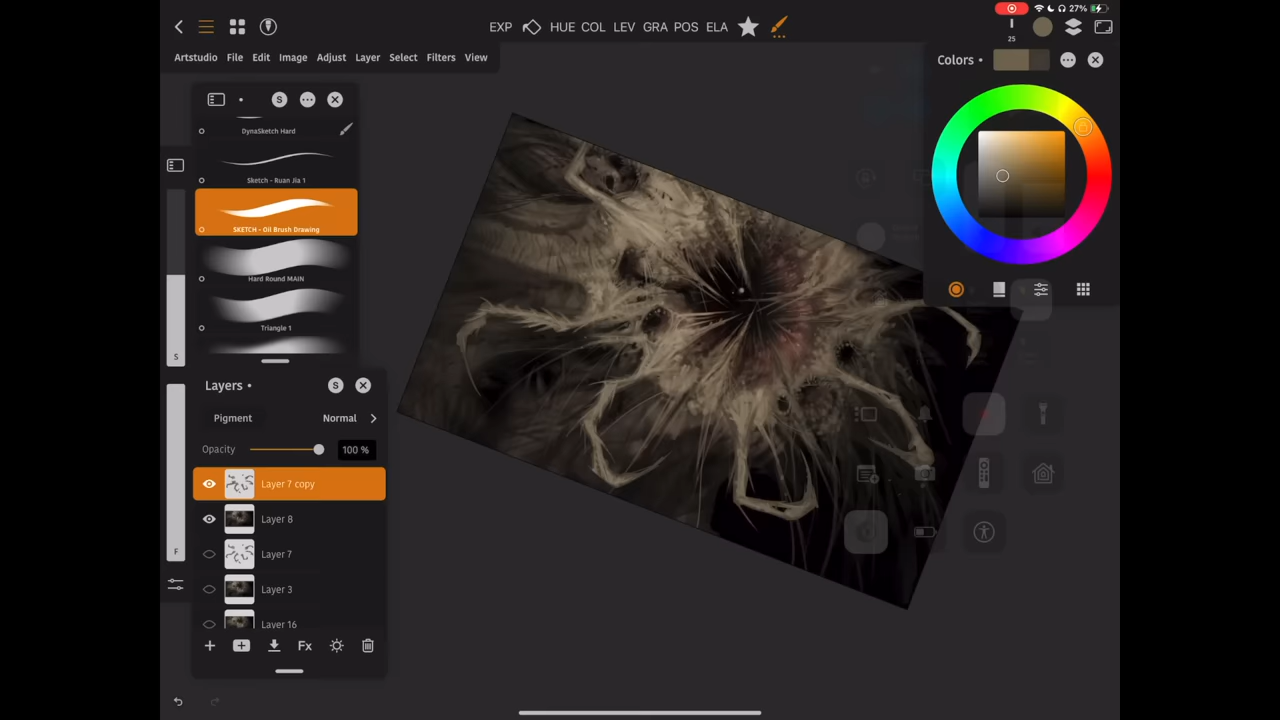 27%
EXP HUE COL LEV GRA POS ELA
25
Artstudio File Edit Image Adjust Layer Select Filters View
Colors
S
DynaSketch Hard
Sketch - Ruan Jia 1
SKETCH - Oil Brush Drawing
Hard Round MAIN
Triangle 1
S
Layers
S
Pigment Normal
Opacity 100 %
Layer 7 copy
Layer 8
Layer 7
F
Layer 3
Layer 16
Fx